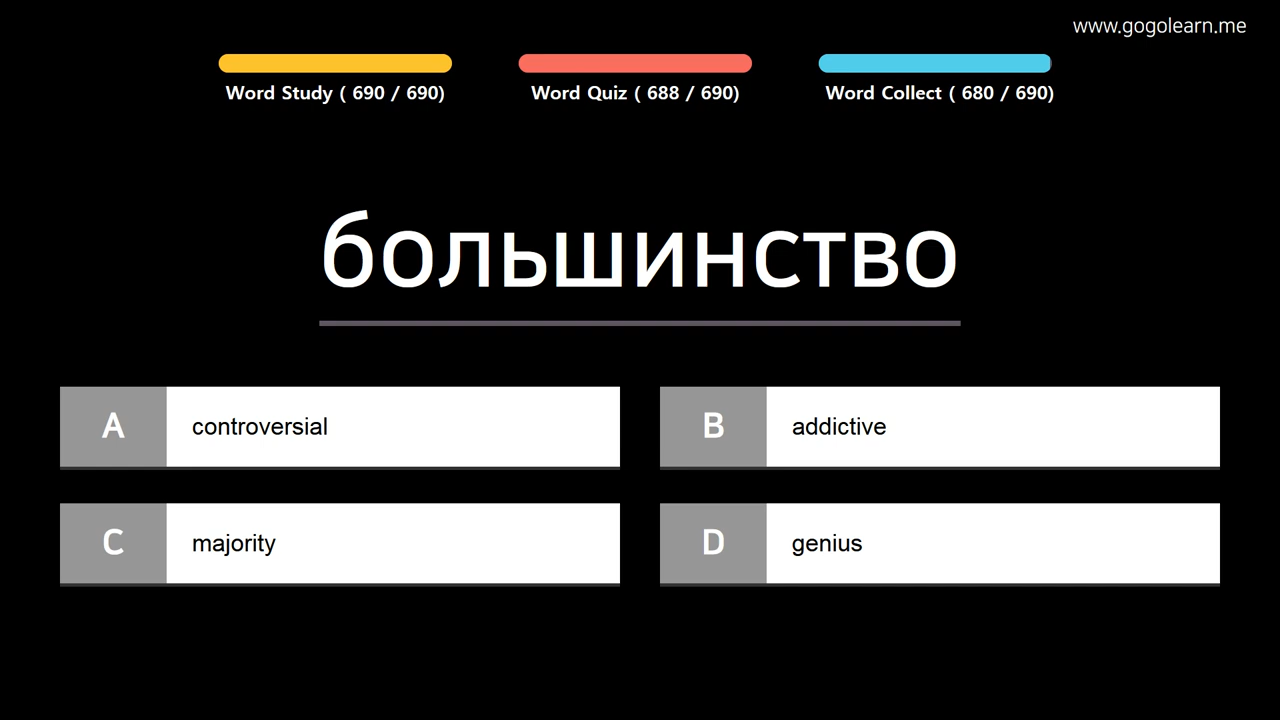 www.gogolearn.me
Word Study ( 690 / 690)
Word Quiz ( 688 / 690)
Word Collect ( 680 / 690)
большинство
A controversial
B addictive
C majority
D genius